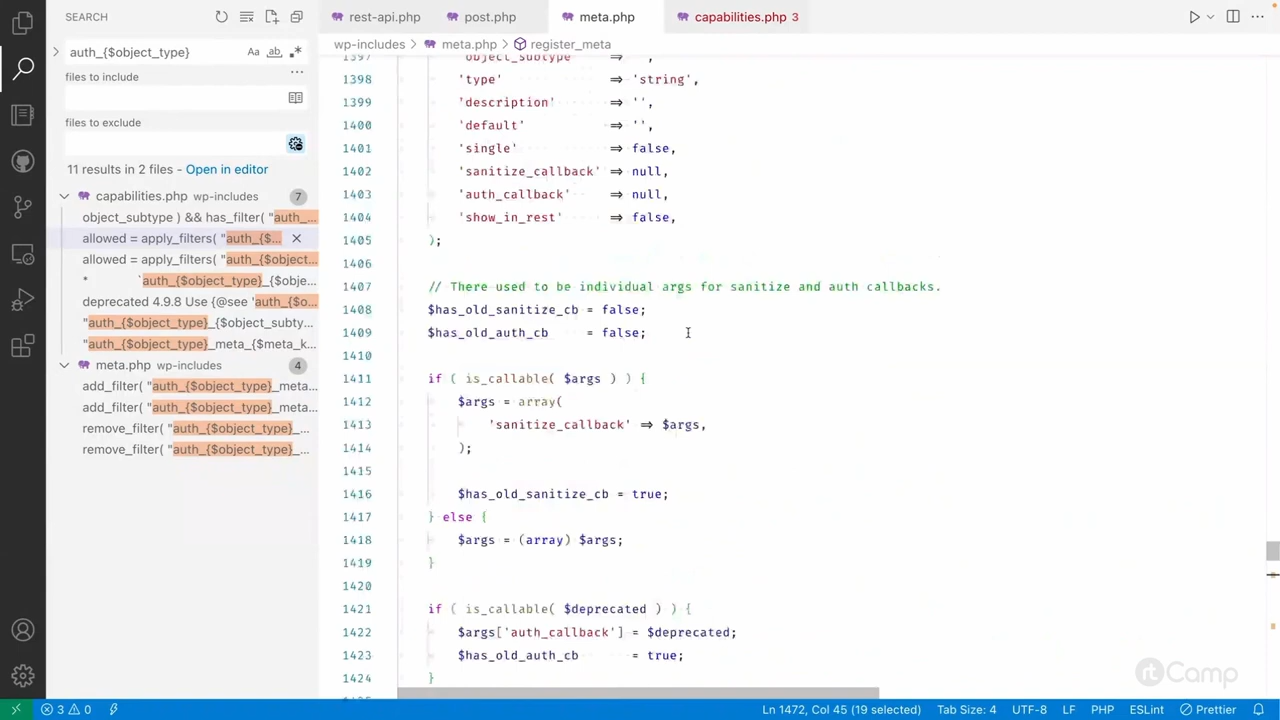 SEARCH
auth_{$object_type}
Aa
ab
files to include
files to exclude
11 results in 2 files - Open in editor
capabilities.php wp-includes 7
object_subtype ) && has_filter( "auth_...
allowed = apply_filters( "auth_{$...
allowed = apply_filters( "auth_{$object...
* `auth_{$object_type}_{$obje...
deprecated 4.9.8 Use {@see 'auth_{$o...
"auth_{$object_type}_{$object_subty...
"auth_{$object_type}_meta_{$meta_k...
meta.php wp-includes 4
add_filter( "auth_{$object_type}_meta...
add_filter( "auth_{$object_type}_meta...
remove_filter( "auth_{$object_type}_...
remove_filter( "auth_{$object_type}_...
rest-api.php
post.php
meta.php
capabilities.php 3
wp-includes > meta.php > register_meta
1397 'object_subtype' => '',
1398 'type' => 'string',
1399 'description' => '',
1400 'default' => '',
1401 'single' => false,
1402 'sanitize_callback' => null,
1403 'auth_callback' => null,
1404 'show_in_rest' => false,
1405 );
1406
1407 // There used to be individual args for sanitize and auth callbacks.
1408 $has_old_sanitize_cb = false;
1409 $has_old_auth_cb = false;
1410
1411 if ( is_callable( $args ) ) {
1412 $args = array(
1413 'sanitize_callback' => $args,
1414 );
1415
1416 $has_old_sanitize_cb = true;
1417 } else {
1418 $args = (array) $args;
1419 }
1420
1421 if ( is_callable( $deprecated ) ) {
1422 $args['auth_callback'] = $deprecated;
1423 $has_old_auth_cb = true;
1424 }
rtCamp
3 0
Ln 1472, Col 45 (19 selected)
Tab Size: 4
UTF-8
LF
PHP
ESLint
Prettier